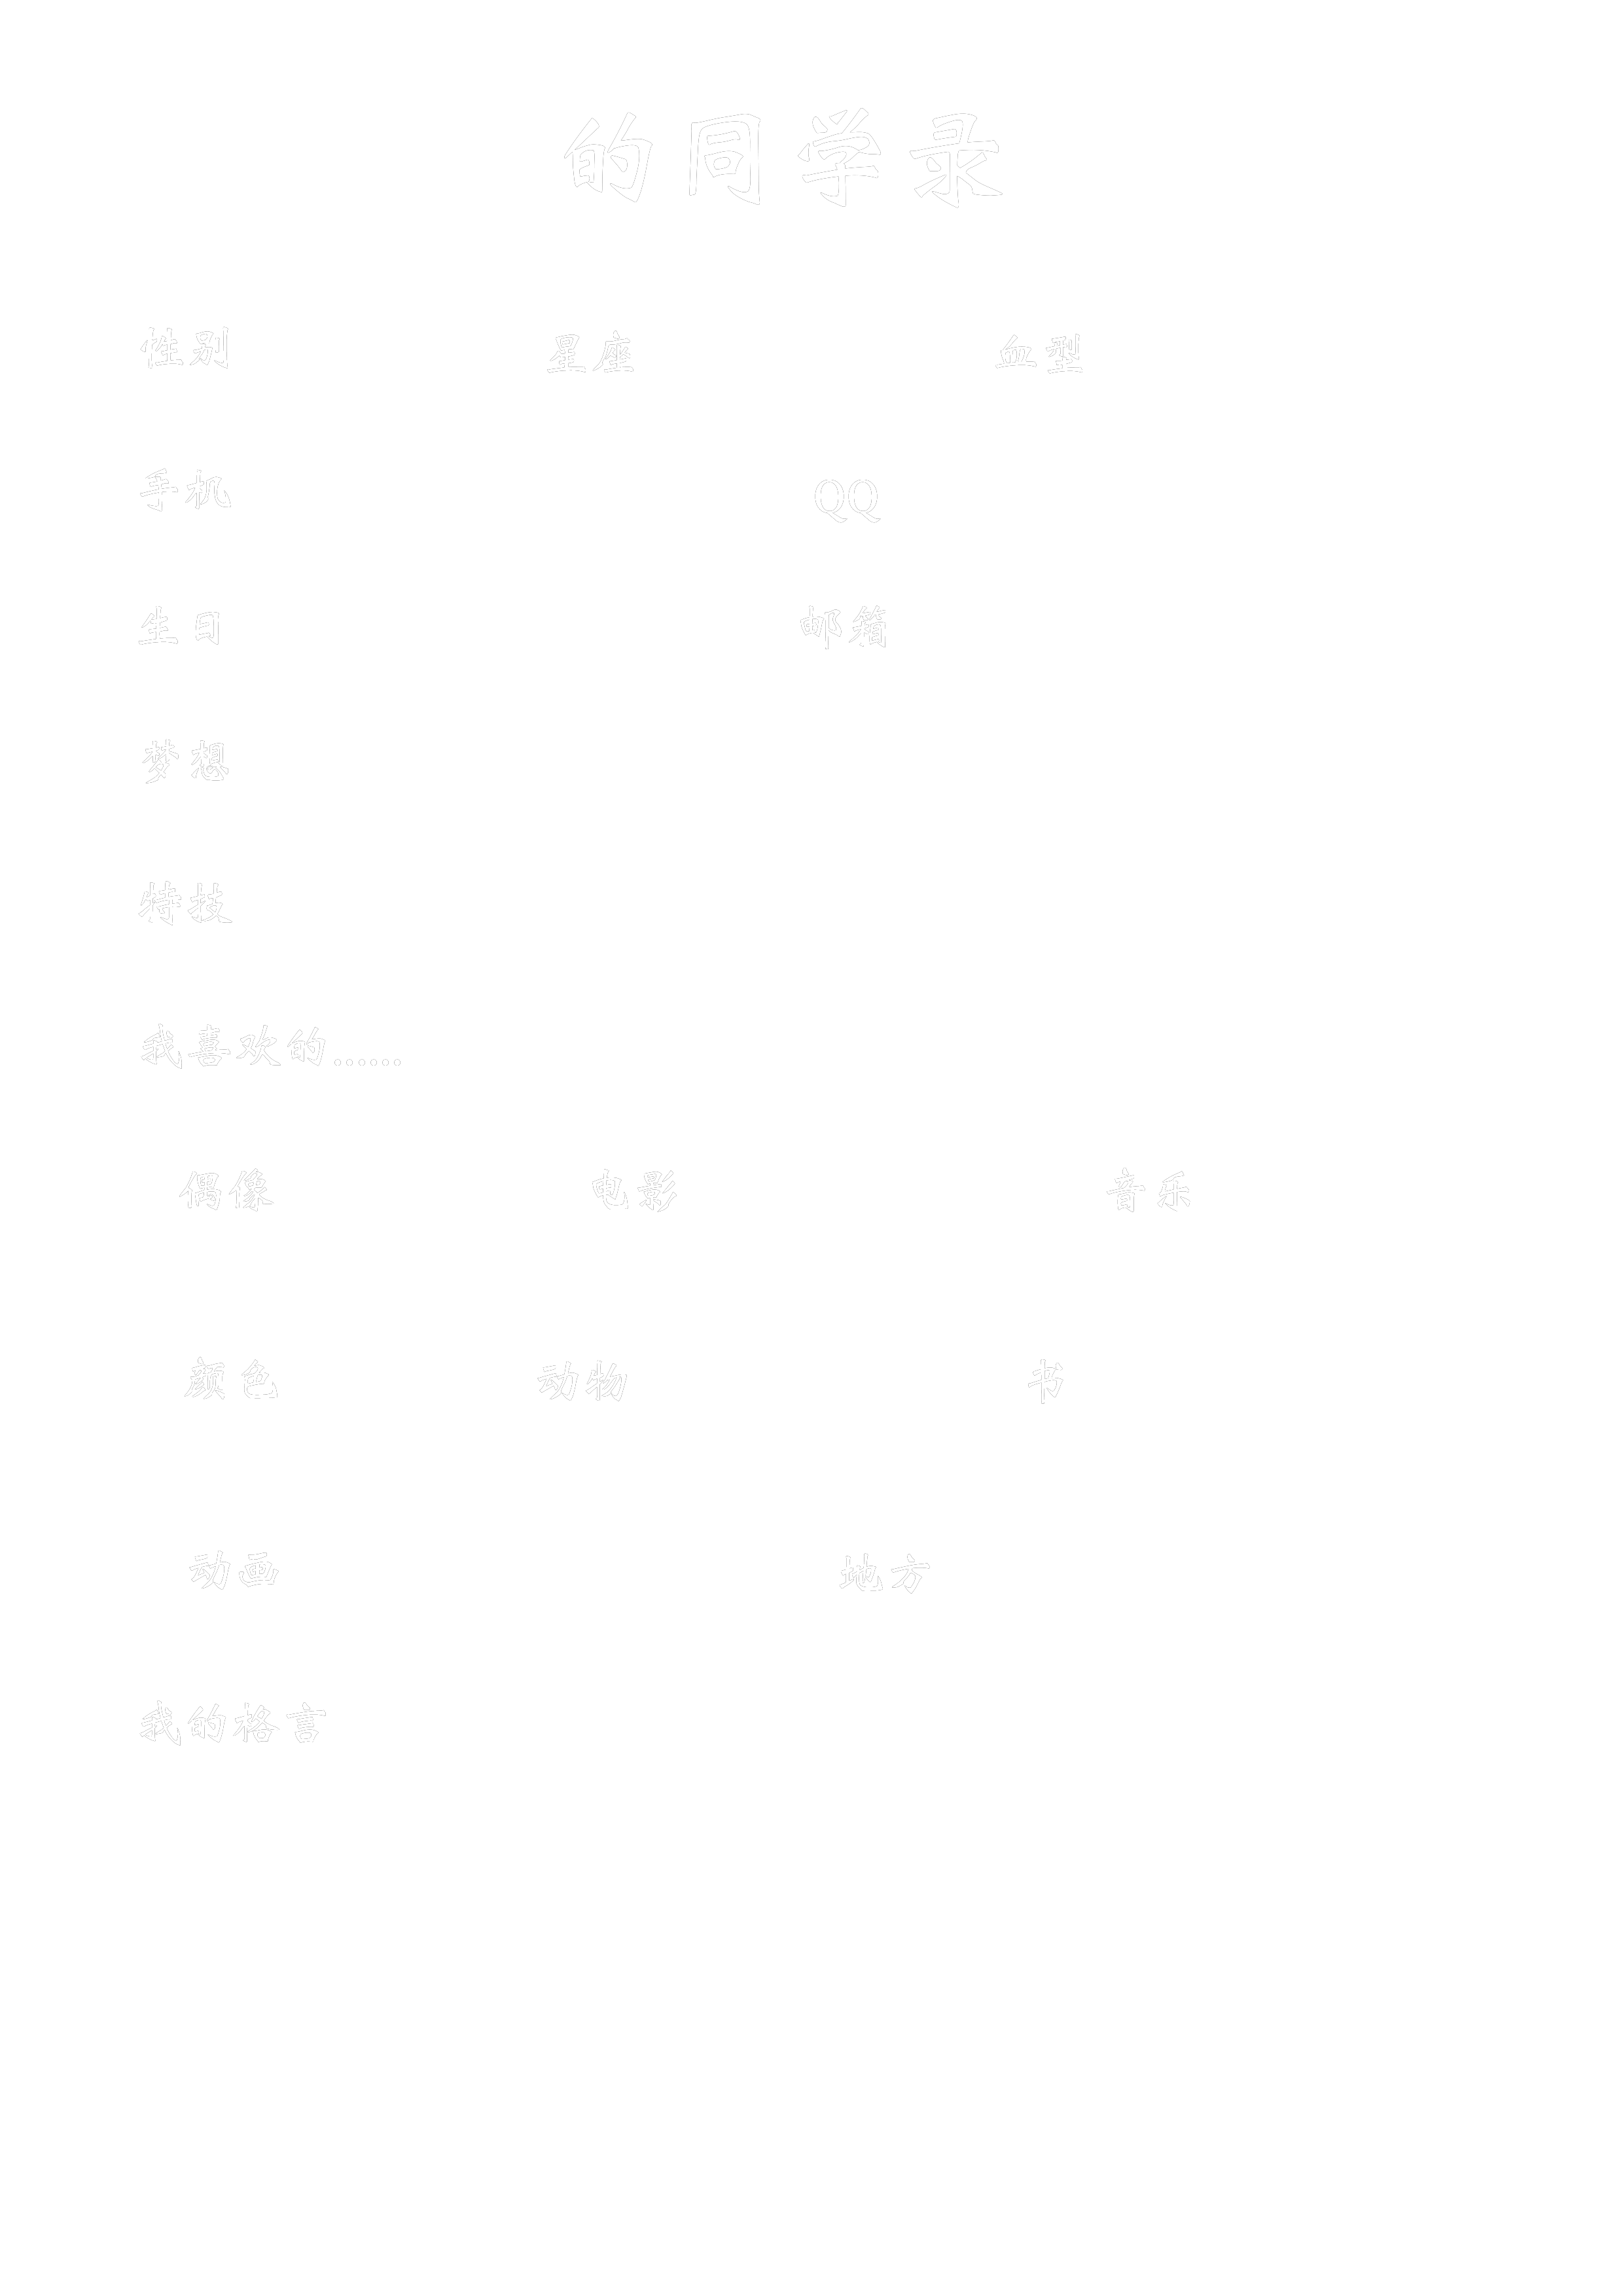 的同学录
性别 星座 血型
手机 QQ
生日 邮箱
梦想
特技
我喜欢的......
偶像 电影 音乐
颜色 动物 书
动画 地方
我的格言